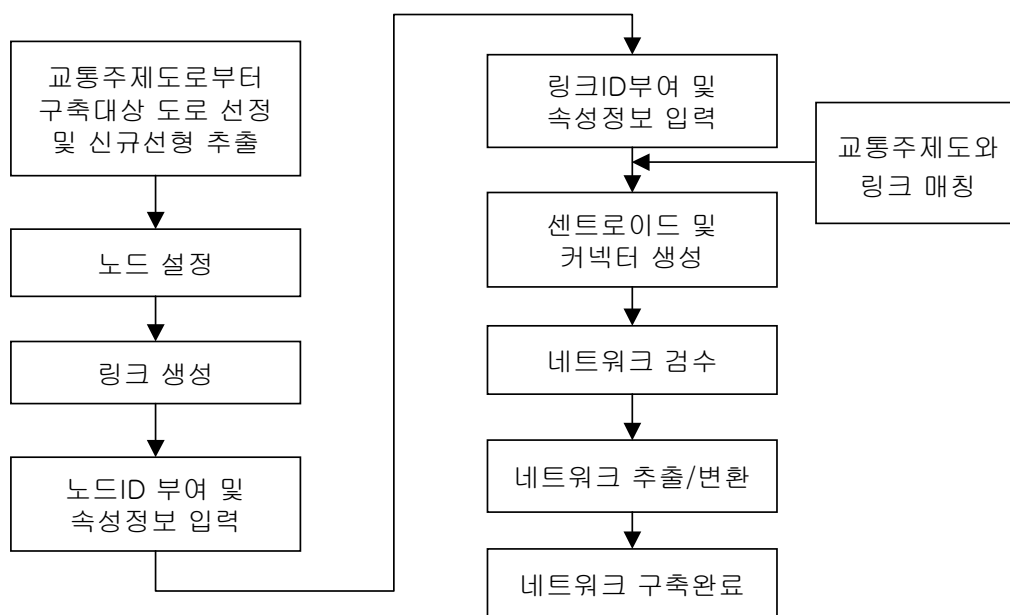 교통주제도로부터
구축대상 도로 선정
및 신규선형 추출
노드 설정
링크 생성
노드ID 부여 및
속성정보 입력
링크ID부여 및
속성정보 입력
교통주제도와
링크 매칭
센트로이드 및
커넥터 생성
네트워크 검수
네트워크 추출/변환
네트워크 구축완료